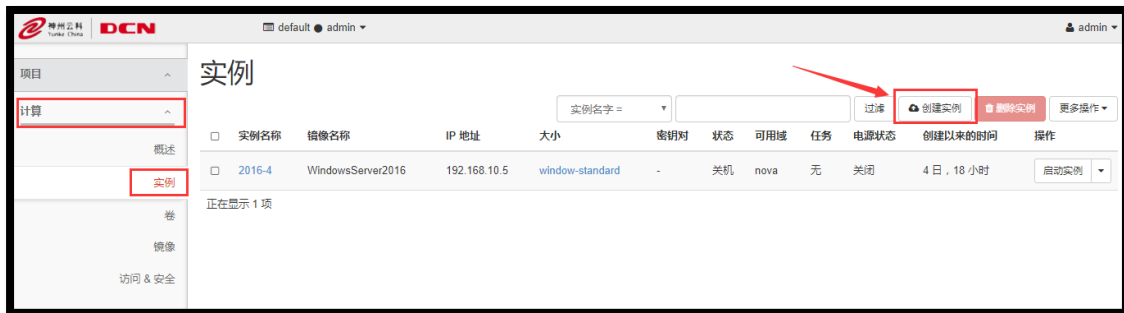 神州云科 Yunke China DCN default admin admin
项目
实例
计算
实例名字 = 过滤 创建实例 删除实例 更多操作
概述
实例名称 镜像名称 IP 地址 大小 密钥对 状态 可用域 任务 电源状态 创建以来的时间 操作
实例
2016-4 WindowsServer2016 192.168.10.5 window-standard - 关机 nova 无 关闭 4 日，18 小时 启动实例
正在显示 1 项
卷
镜像
访问 & 安全